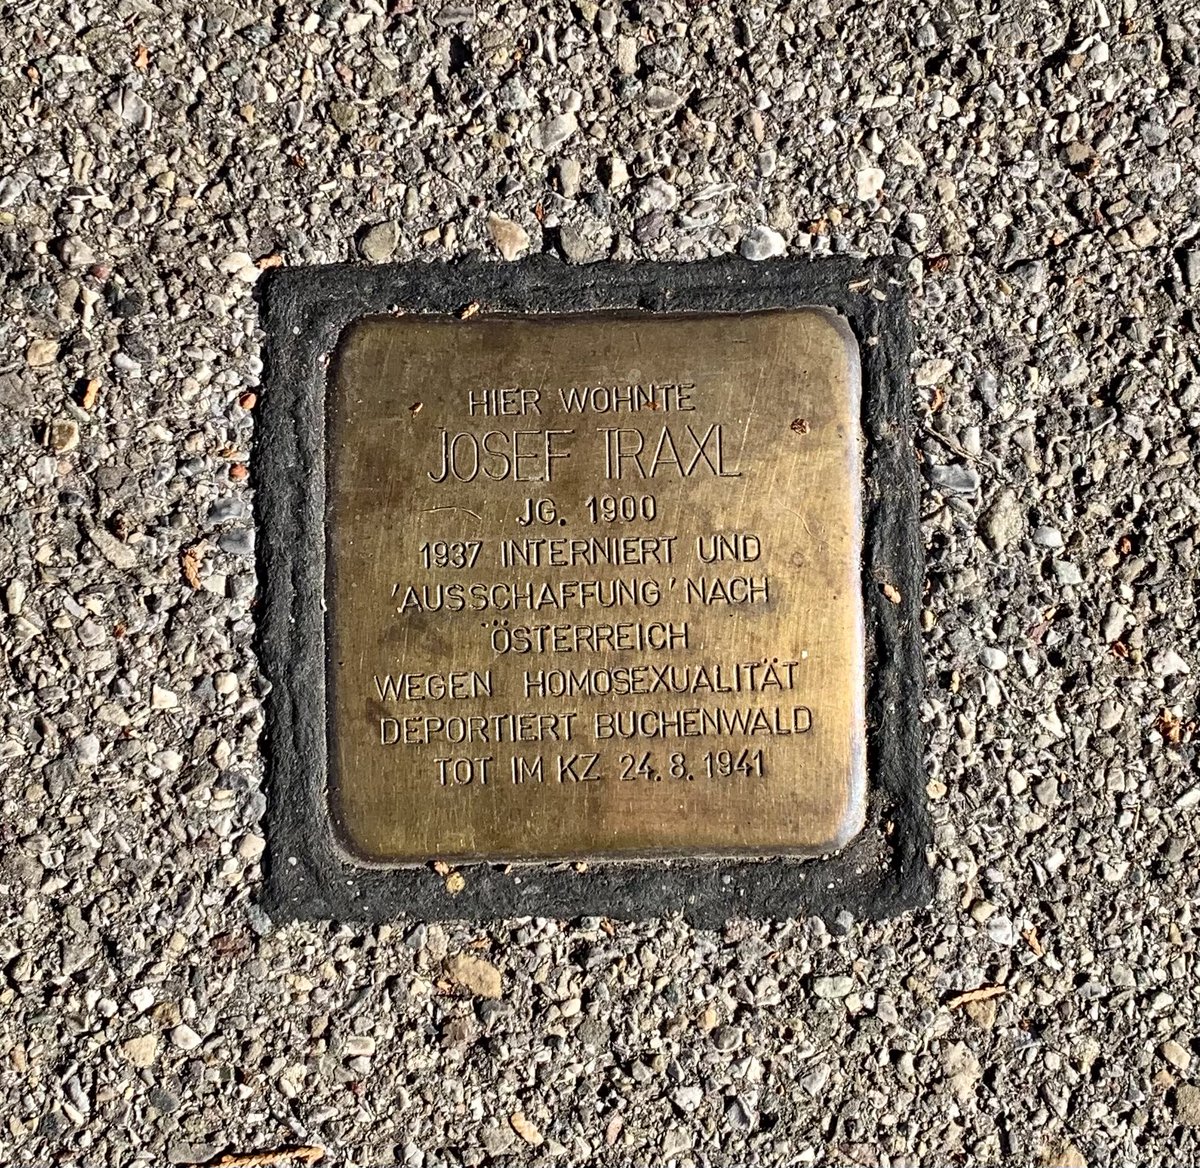 HIER WOHNTE
JOSEF TRAXL
JG. 1900
1937 INTERNIERT UND
'AUSSCHAFFUNG' NACH
ÖSTERREICH
WEGEN HOMOSEXUALITÄT
DEPORTIERT BUCHENWALD
TOT IM KZ 24.8.1941